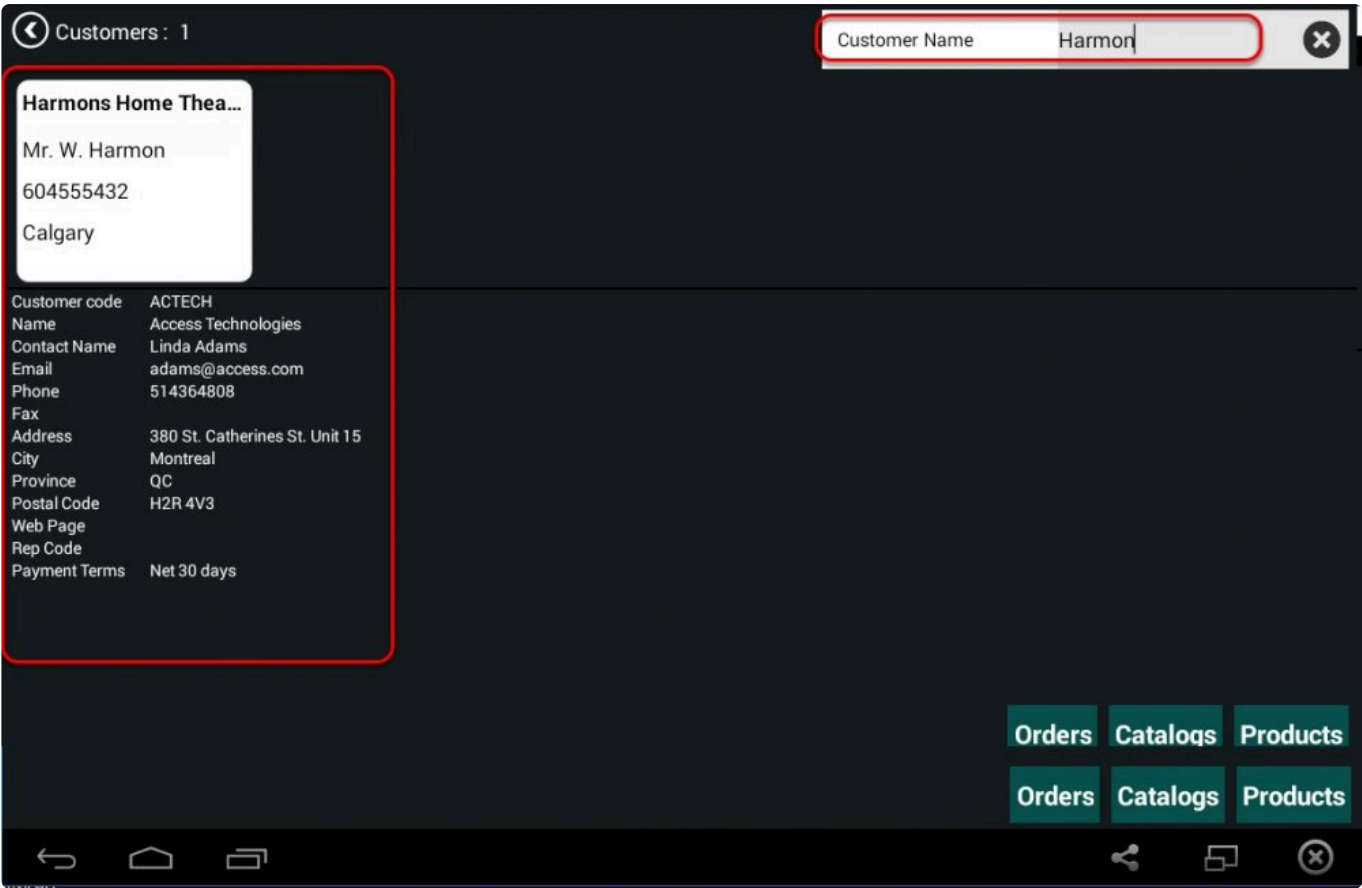 Customers : 1
Customer Name Harmon
Harmons Home Thea...
Mr. W. Harmon
604555432
Calgary
Customer code ACTECH
Name Access Technologies
Contact Name Linda Adams
Email adams@access.com
Phone 514364808
Fax
Address 380 St. Catherines St. Unit 15
City Montreal
Province QC
Postal Code H2R 4V3
Web Page
Rep Code
Payment Terms Net 30 days
Orders Catalogs Products
Orders Catalogs Products